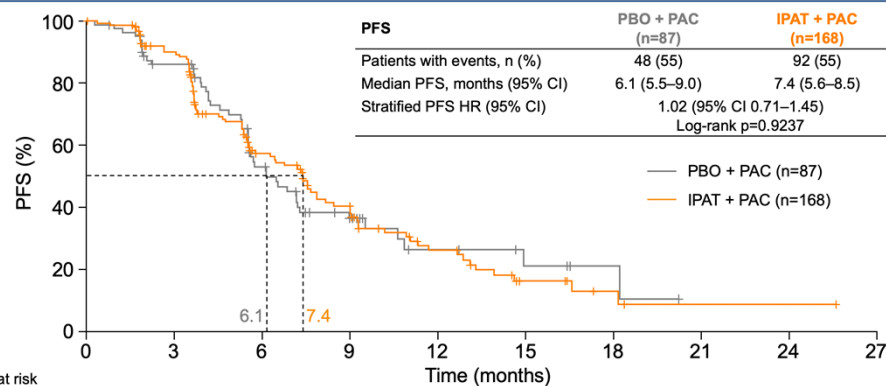 PFS
PBO + PAC
(n=87)
IPAT + PAC
(n=168)
Patients with events, n (%)
48 (55)
92 (55)
Median PFS, months (95% CI)
6.1 (5.5–9.0)
7.4 (5.6–8.5)
Stratified PFS HR (95% CI)
1.02 (95% CI 0.71–1.45)
Log-rank p=0.9237
PBO + PAC (n=87)
IPAT + PAC (n=168)
PFS (%)
100
80
60
40
20
0
6.1
7.4
0 3 6 9 12 15 18 21 24 27
Time (months)
at risk